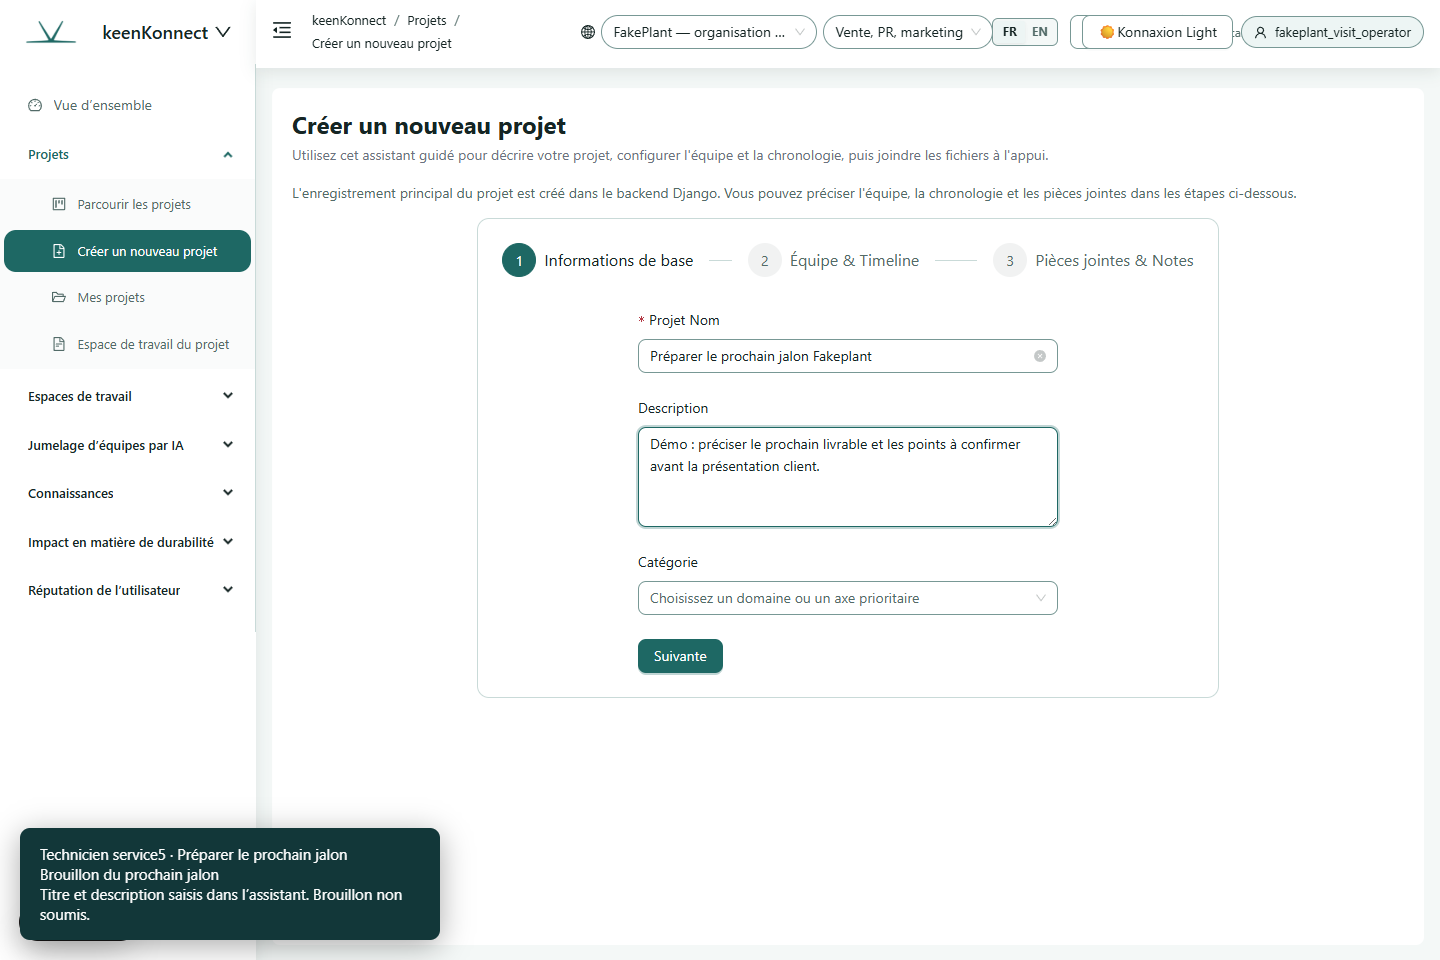 keenKonnect
keenKonnect / Projets /
Créer un nouveau projet
FakePlant — organisation ...
Vente, PR, marketing
FR EN
Konnaxion Light
fakeplant_visit_operator
Vue d’ensemble
Projets
Parcourir les projets
Créer un nouveau projet
Mes projets
Espace de travail du projet
Espaces de travail
Jumelage d’équipes par IA
Connaissances
Impact en matière de durabilité
Réputation de l’utilisateur
Créer un nouveau projet
Utilisez cet assistant guidé pour décrire votre projet, configurer l'équipe et la chronologie, puis joindre les fichiers à l'appui.
L'enregistrement principal du projet est créé dans le backend Django. Vous pouvez préciser l'équipe, la chronologie et les pièces jointes dans les étapes ci-dessous.
1 Informations de base
2 Équipe & Timeline
3 Pièces jointes & Notes
* Projet Nom
Préparer le prochain jalon Fakeplant
Description
Démo : préciser le prochain livrable et les points à confirmer
avant la présentation client.
Catégorie
Choisissez un domaine ou un axe prioritaire
Suivante
Technicien service5 · Préparer le prochain jalon
Brouillon du prochain jalon
Titre et description saisis dans l’assistant. Brouillon non
soumis.